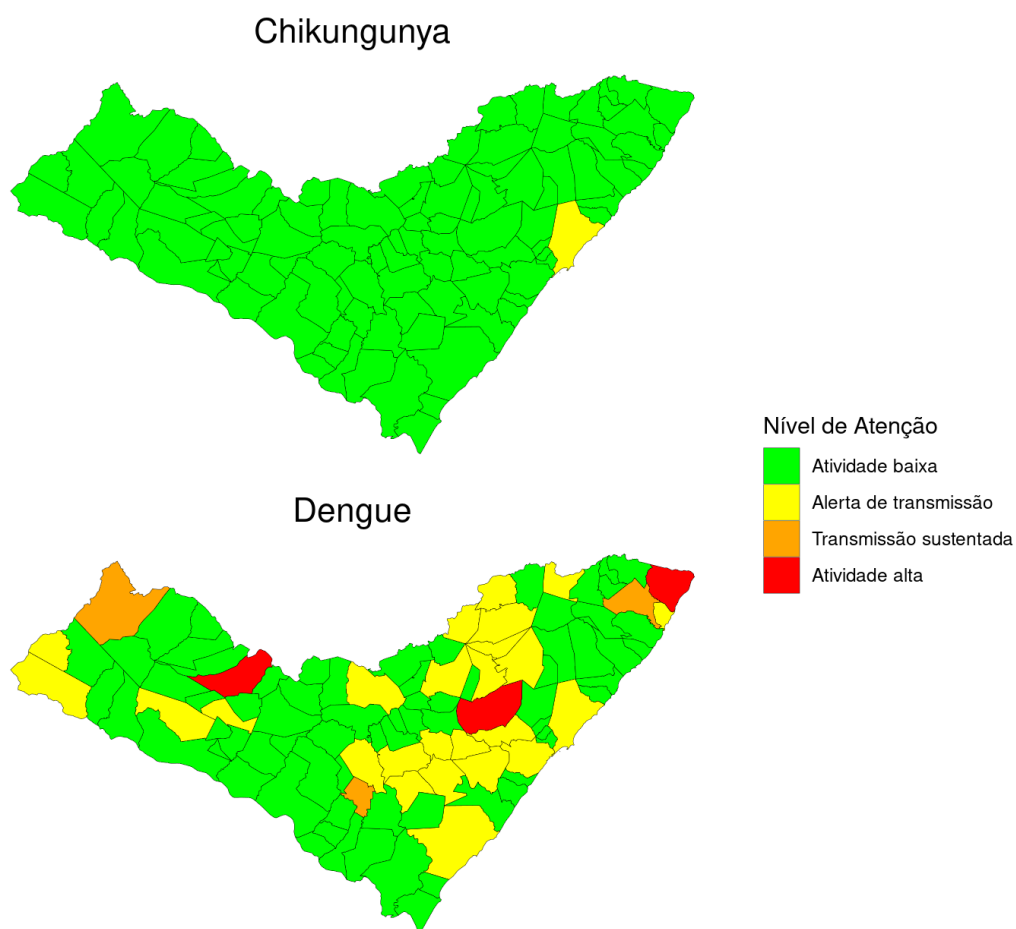 Chikungunya
Dengue
Nível de Atenção
Atividade baixa
Alerta de transmissão
Transmissão sustentada
Atividade alta